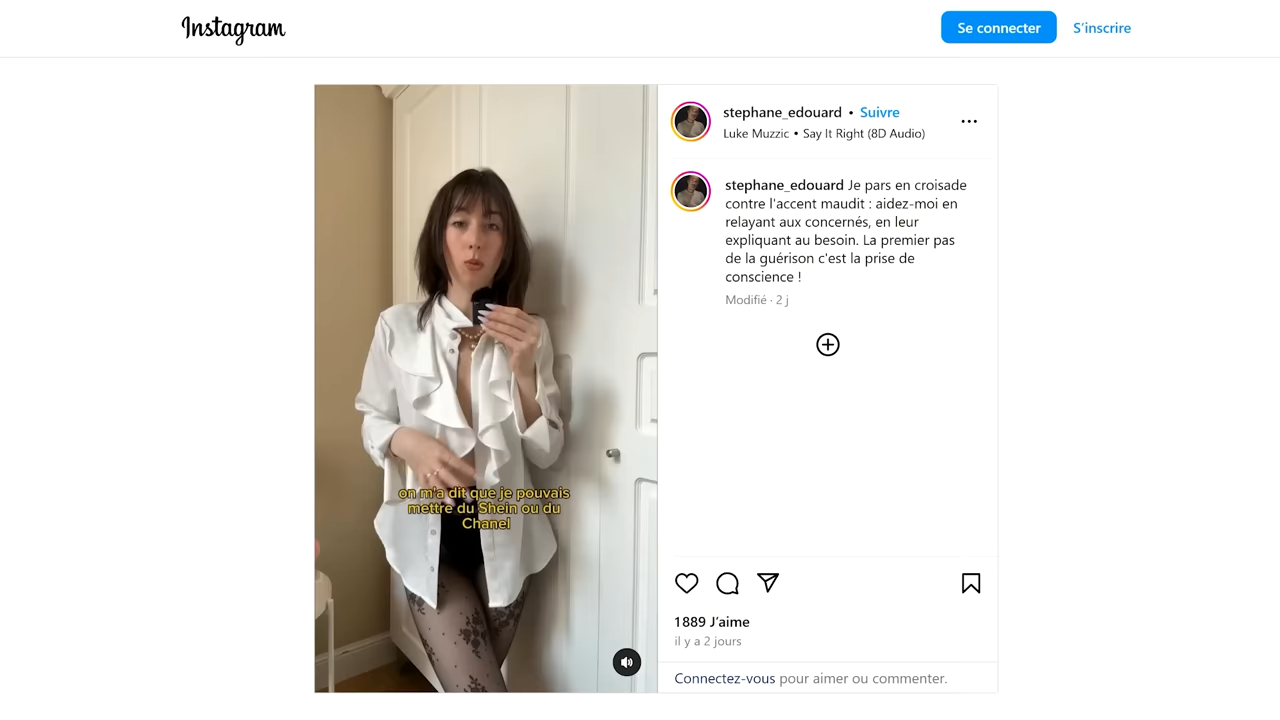 Instagram
Se connecter
S'inscrire
on m'a dit que je pouvais
mettre du Shein ou du
Chanel
stephane_edouard • Suivre
Luke Muzzic • Say It Right (8D Audio)
stephane_edouard Je pars en croisade
contre l'accent maudit : aidez-moi en
relayant aux concernés, en leur
expliquant au besoin. La premier pas
de la guérison c'est la prise de
conscience !
Modifié · 2 j
1889 J'aime
il y a 2 jours
Connectez-vous pour aimer ou commenter.